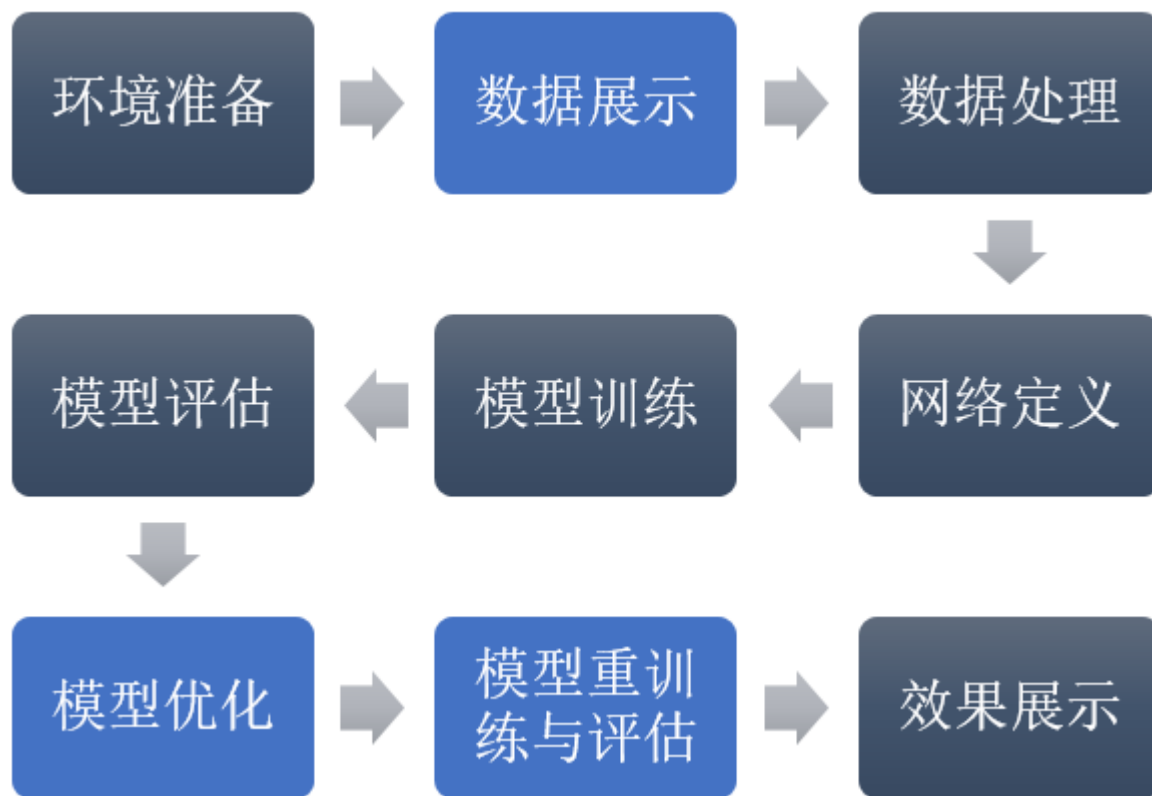 环境准备
数据展示
数据处理
网络定义
模型训练
模型评估
模型优化
模型重训
练与评估
效果展示